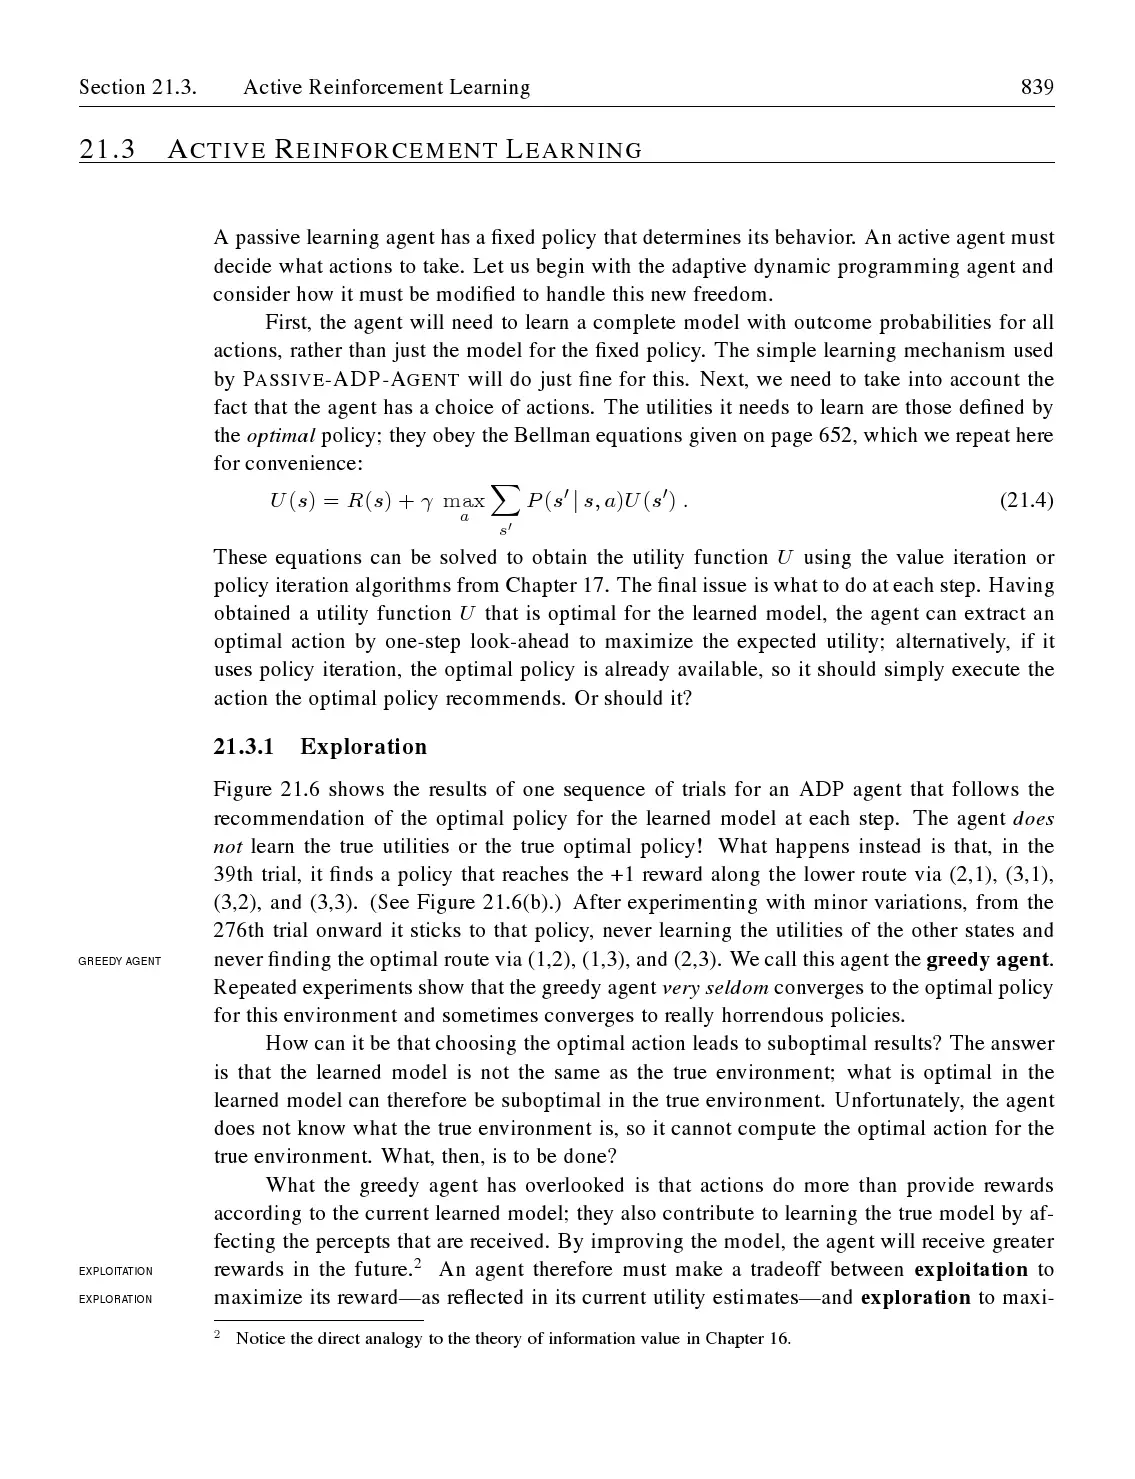 Section 21.3. Active Reinforcement Learning 839
21.3 ACTIVE REINFORCEMENT LEARNING
A passive learning agent has a fixed policy that determines its behavior. An active agent must
decide what actions to take. Let us begin with the adaptive dynamic programming agent and
consider how it must be modified to handle this new freedom.
First, the agent will need to learn a complete model with outcome probabilities for all
actions, rather than just the model for the fixed policy. The simple learning mechanism used
by PASSIVE-ADP-AGENT will do just fine for this. Next, we need to take into account the
fact that the agent has a choice of actions. The utilities it needs to learn are those defined by
the optimal policy; they obey the Bellman equations given on page 652, which we repeat here
for convenience:
U(s) = R(s) + γ max_a ∑_{s′} P(s′ | s, a)U(s′) . (21.4)
These equations can be solved to obtain the utility function U using the value iteration or
policy iteration algorithms from Chapter 17. The final issue is what to do at each step. Having
obtained a utility function U that is optimal for the learned model, the agent can extract an
optimal action by one-step look-ahead to maximize the expected utility; alternatively, if it
uses policy iteration, the optimal policy is already available, so it should simply execute the
action the optimal policy recommends. Or should it?
21.3.1 Exploration
Figure 21.6 shows the results of one sequence of trials for an ADP agent that follows the
recommendation of the optimal policy for the learned model at each step. The agent does
not learn the true utilities or the true optimal policy! What happens instead is that, in the
39th trial, it finds a policy that reaches the +1 reward along the lower route via (2,1), (3,1),
(3,2), and (3,3). (See Figure 21.6(b).) After experimenting with minor variations, from the
276th trial onward it sticks to that policy, never learning the utilities of the other states and
GREEDY AGENT never finding the optimal route via (1,2), (1,3), and (2,3). We call this agent the greedy agent.
Repeated experiments show that the greedy agent very seldom converges to the optimal policy
for this environment and sometimes converges to really horrendous policies.
How can it be that choosing the optimal action leads to suboptimal results? The answer
is that the learned model is not the same as the true environment; what is optimal in the
learned model can therefore be suboptimal in the true environment. Unfortunately, the agent
does not know what the true environment is, so it cannot compute the optimal action for the
true environment. What, then, is to be done?
What the greedy agent has overlooked is that actions do more than provide rewards
according to the current learned model; they also contribute to learning the true model by af-
fecting the percepts that are received. By improving the model, the agent will receive greater
EXPLOITATION rewards in the future.2 An agent therefore must make a tradeoff between exploitation to
EXPLORATION maximize its reward—as reflected in its current utility estimates—and exploration to maxi-
2 Notice the direct analogy to the theory of information value in Chapter 16.